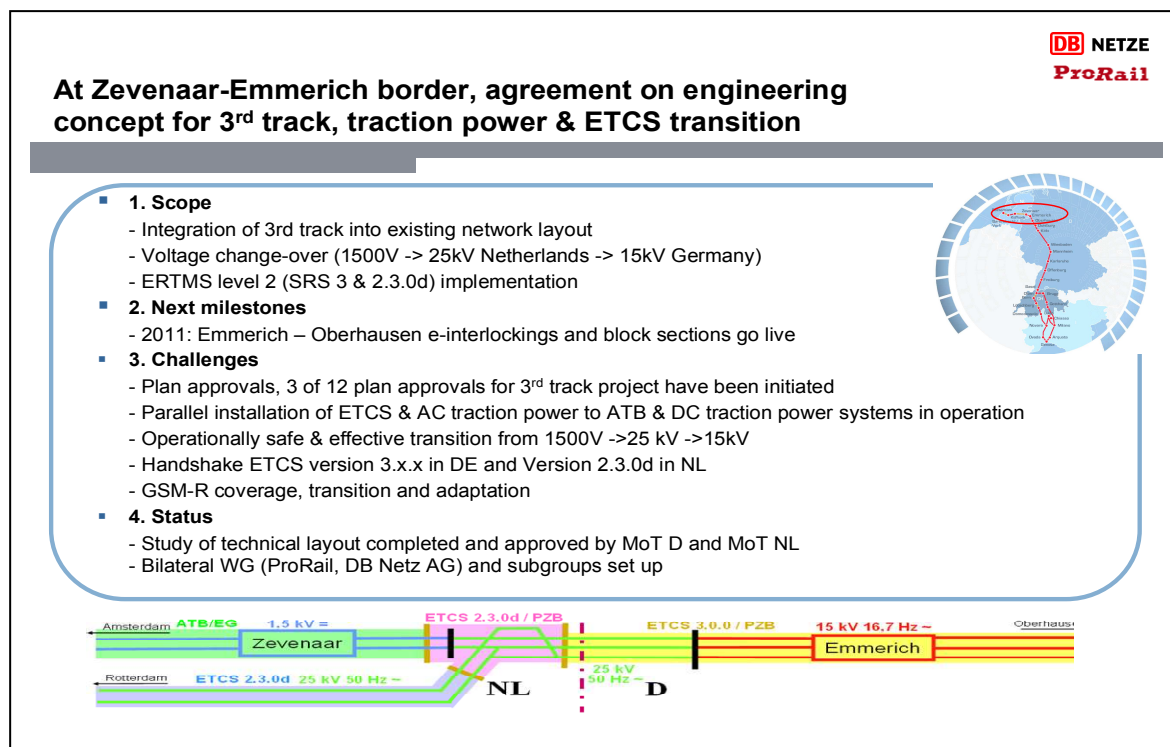 DB NETZE
ProRail
At Zevenaar-Emmerich border, agreement on engineering
concept for 3rd track, traction power & ETCS transition
1. Scope
- Integration of 3rd track into existing network layout
- Voltage change-over (1500V -> 25kV Netherlands -> 15kV Germany)
- ERTMS level 2 (SRS 3 & 2.3.0d) implementation
2. Next milestones
- 2011: Emmerich – Oberhausen e-interlockings and block sections go live
3. Challenges
- Plan approvals, 3 of 12 plan approvals for 3rd track project have been initiated
- Parallel installation of ETCS & AC traction power to ATB & DC traction power systems in operation
- Operationally safe & effective transition from 1500V ->25 kV ->15kV
- Handshake ETCS version 3.x.x in DE and Version 2.3.0d in NL
- GSM-R coverage, transition and adaptation
4. Status
- Study of technical layout completed and approved by MoT D and MoT NL
- Bilateral WG (ProRail, DB Netz AG) and subgroups set up
Amsterdam ATB/EG 1.5 kV = ETCS 2.3.0d / PZB ETCS 3.0.0 / PZB 15 kV 16.7 Hz ~ Oberhause
Zevenaar Emmerich
Rotterdam ETCS 2.3.0d 25 kV 50 Hz ~ NL 25 kV
50 Hz ~ D